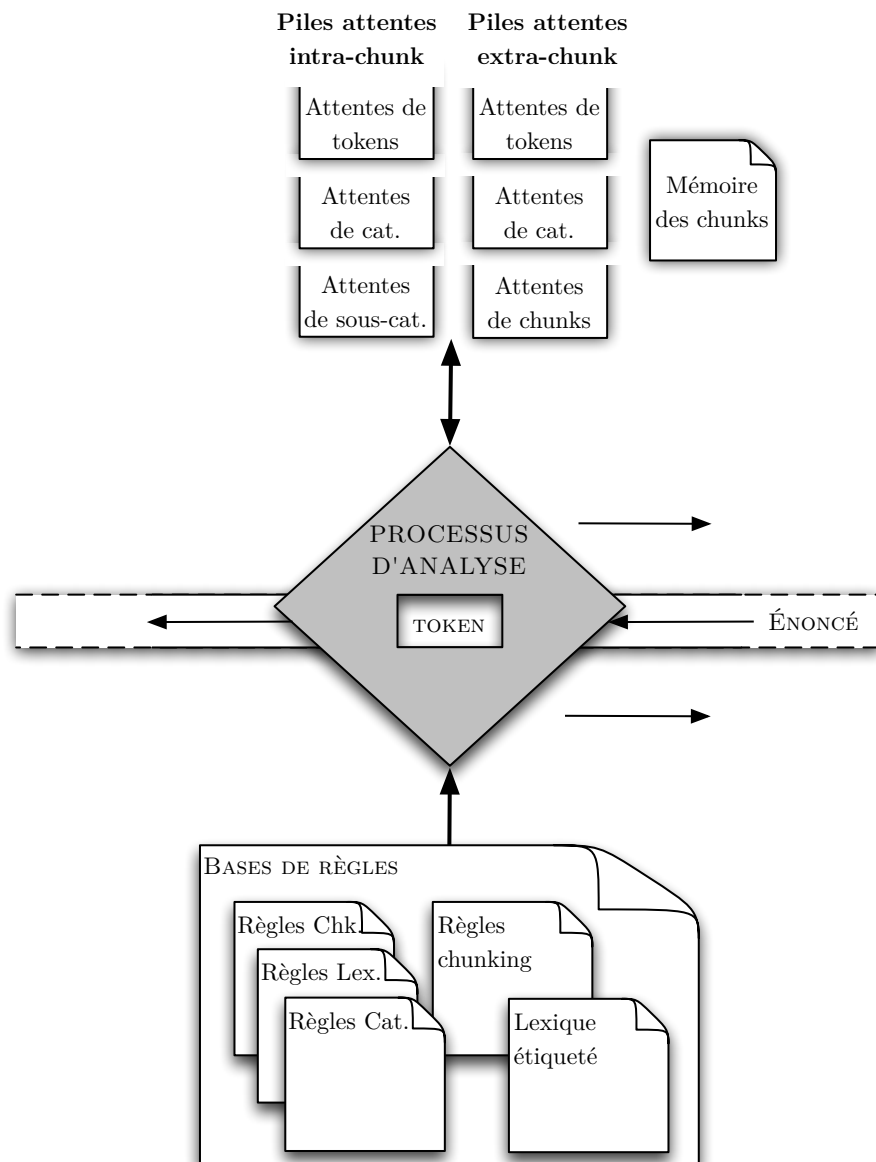 Piles attentes
intra-chunk
Piles attentes
extra-chunk
Attentes de
tokens
Attentes de
tokens
Mémoire
des chunks
Attentes
de cat.
Attentes
de cat.
Attentes
de sous-cat.
Attentes
de chunks
PROCESSUS
D'ANALYSE
TOKEN
ÉNONCÉ
BASES DE RÈGLES
Règles Chk.
Règles Lex.
Règles Cat.
Règles
chunking
Lexique
étiqueté